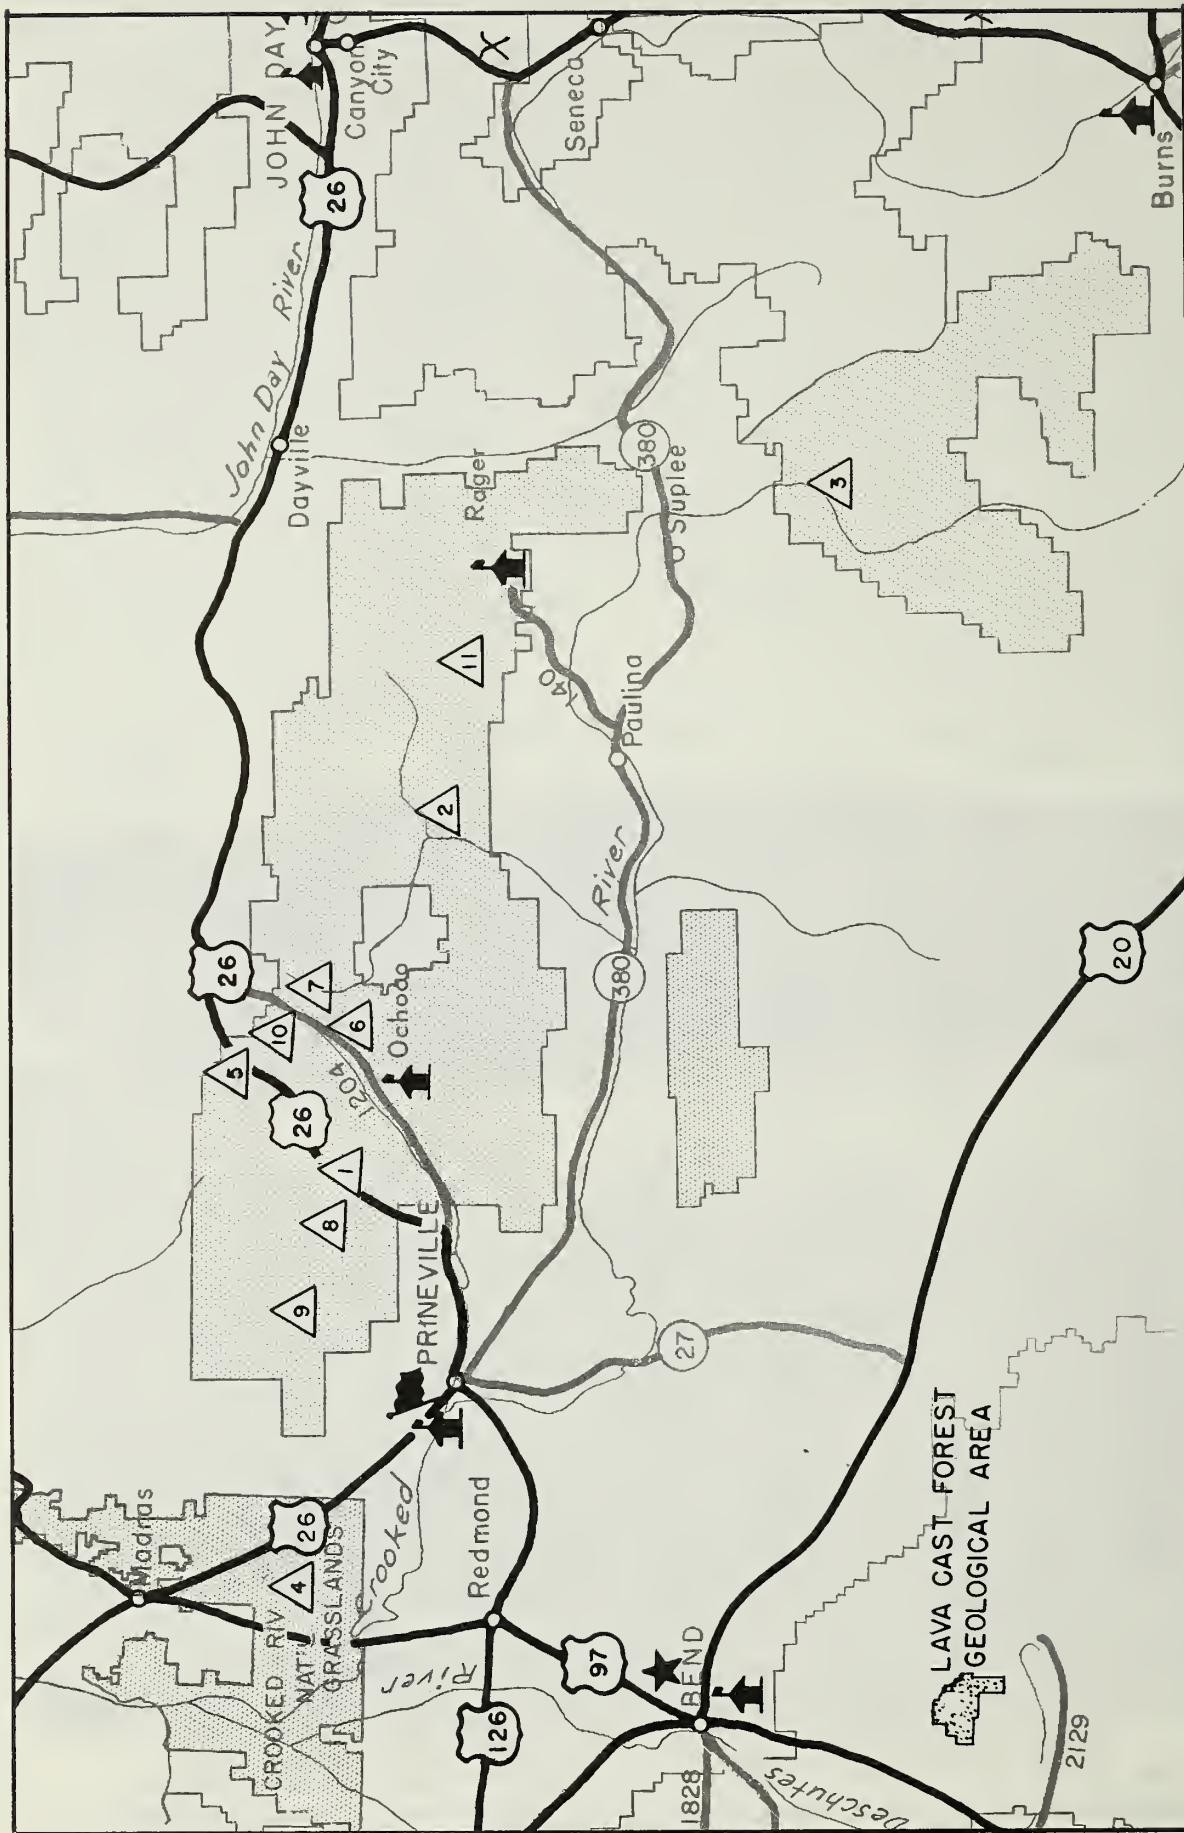 JOHN DAY
Canyon
City
X
Seneca
Burns
26
John Day River
Dayville
Rager
380
Suplee
3
11
40
Paulina
2
River
380
26
7
10
6
Ochoco
5
1204
26
1
8
9
PRINEVILLE
27
20
Madras
26
4
CROOKED RIV
NAT'L
GRASSLANDS
Crooked
River
Redmond
126
97
BEND
1828
Deschutes
LAVA CAST FOREST
GEOLOGICAL AREA
2129